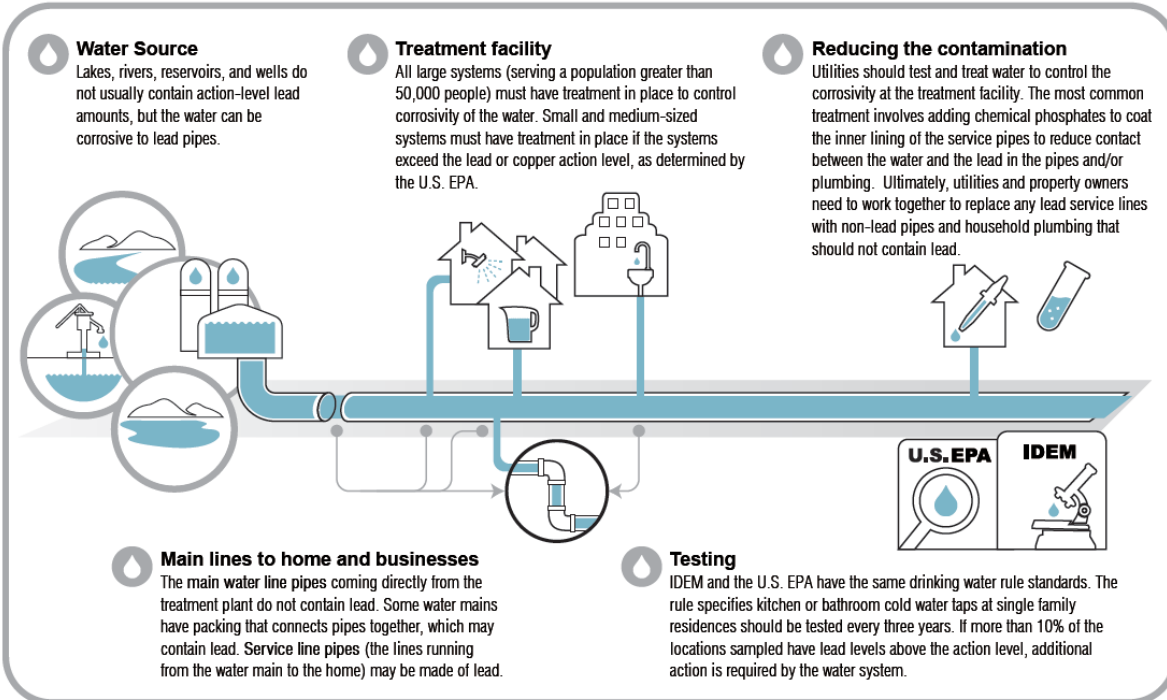 Water Source
Lakes, rivers, reservoirs, and wells do
not usually contain action-level lead
amounts, but the water can be
corrosive to lead pipes.
Treatment facility
All large systems (serving a population greater than
50,000 people) must have treatment in place to control
corrosivity of the water. Small and medium-sized
systems must have treatment in place if the systems
exceed the lead or copper action level, as determined by
the U.S. EPA.
Reducing the contamination
Utilities should test and treat water to control the
corrosivity at the treatment facility. The most common
treatment involves adding chemical phosphates to coat
the inner lining of the service pipes to reduce contact
between the water and the lead in the pipes and/or
plumbing.  Ultimately, utilities and property owners
need to work together to replace any lead service lines
with non-lead pipes and household plumbing that
should not contain lead.
U.S.EPA
IDEM
Main lines to home and businesses
The main water line pipes coming directly from the
treatment plant do not contain lead. Some water mains
have packing that connects pipes together, which may
contain lead. Service line pipes (the lines running
from the water main to the home) may be made of lead.
Testing
IDEM and the U.S. EPA have the same drinking water rule standards. The
rule specifies kitchen or bathroom cold water taps at single family
residences should be tested every three years. If more than 10% of the
locations sampled have lead levels above the action level, additional
action is required by the water system.